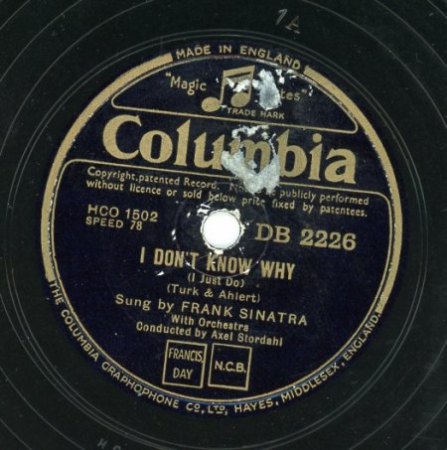 1A
MADE IN ENGLAND
"Magic
TRADE MARK
Columbia
Copyright, patented Record. publicly performed
without licence or sold below price fixed by patentees.
HCO 1502
SPEED 78
DB 2226
I DON'T KNOW WHY
(I Just Do)
(Turk & Ahlert)
Sung by FRANK SINATRA
With Orchestra
Conducted by Axel Stordahl
FRANCIS
DAY
N.C.B.
THE COLUMBIA GRAPHOPHONE CO, LTD, HAYES, MIDDLESEX, ENGLAND.